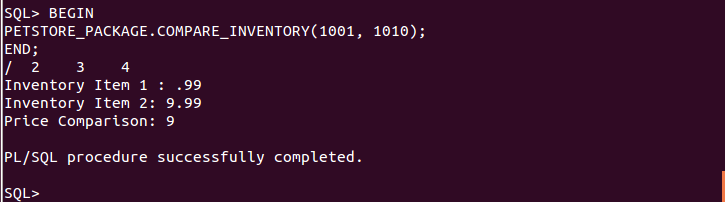 SQL> BEGIN
PETSTORE_PACKAGE.COMPARE_INVENTORY(1001, 1010);
END;
/  2    3    4
Inventory Item 1 : .99
Inventory Item 2: 9.99
Price Comparison: 9
PL/SQL procedure successfully completed.
SQL>